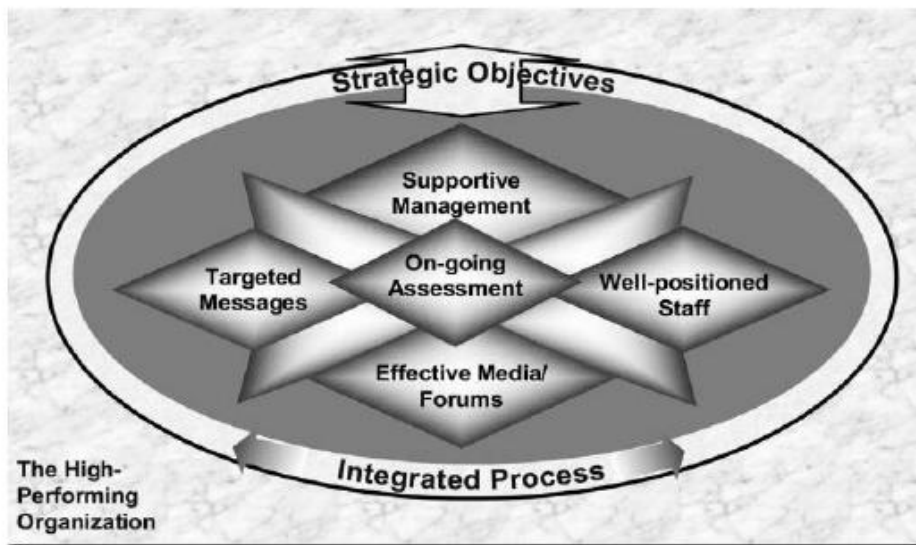 Strategic Objectives
Supportive
Management
Targeted
Messages
On-going
Assessment
Well-positioned
Staff
Effective Media/
Forums
Integrated Process
The High-
Performing
Organization